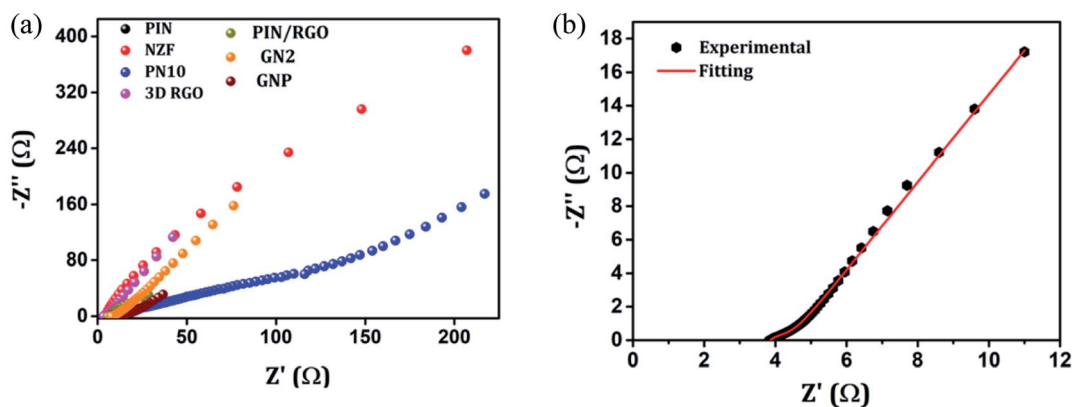 (a)
PIN
NZF
PN10
3D RGO
PIN/RGO
GN2
GNP
400
320
240
160
80
0
-Z'' (Ω)
0 50 100 150 200
Z' (Ω)
(b)
Experimental
Fitting
18
16
14
12
10
8
6
4
2
0
-Z'' (Ω)
0 2 4 6 8 10 12
Z' (Ω)